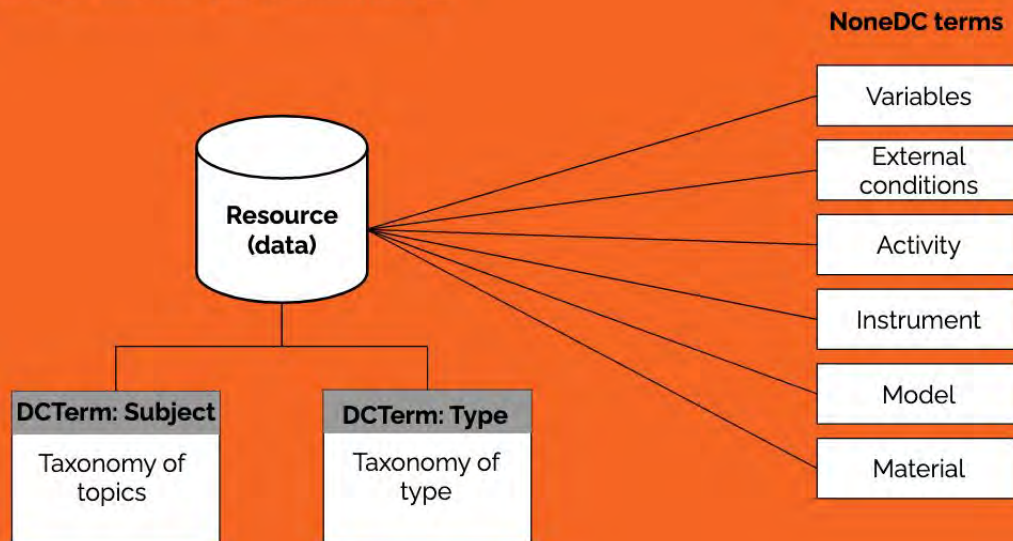 NoneDC terms
Variables
External
conditions
Activity
Instrument
Model
Material
Resource
(data)
DCTerm: Subject
Taxonomy of
topics
DCTerm: Type
Taxonomy of
type